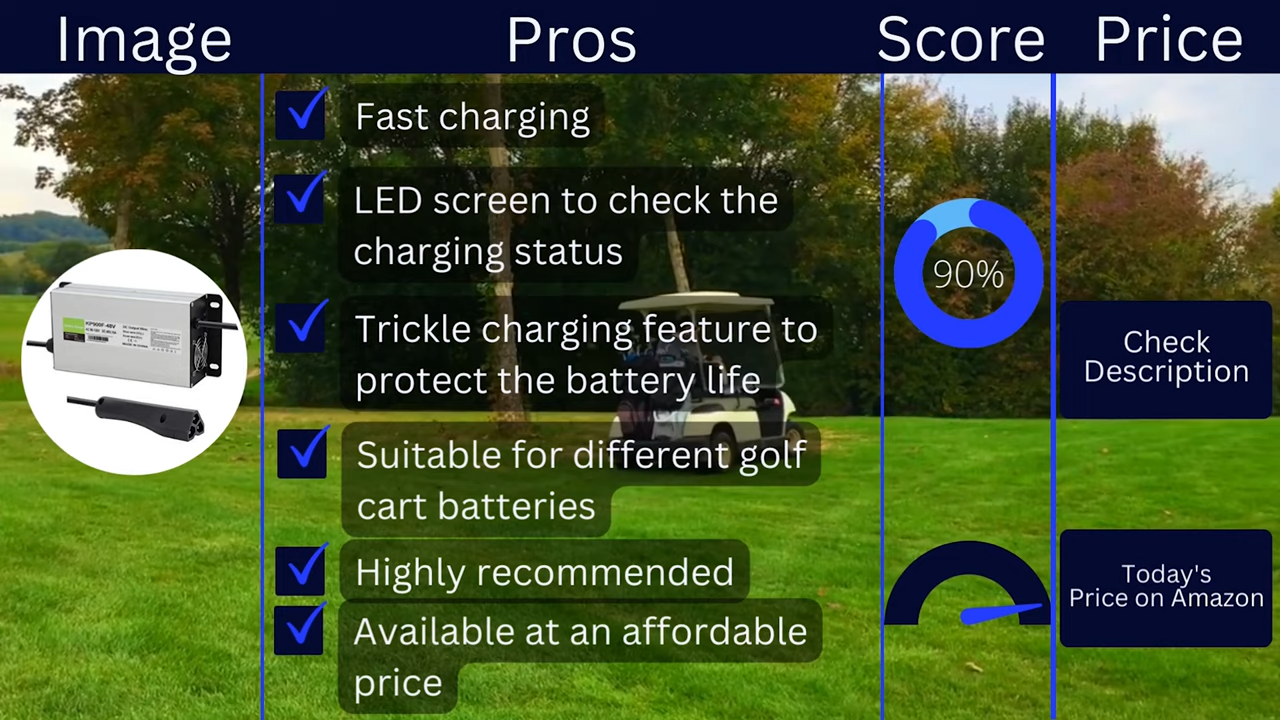 Image
Pros
Score
Price
Fast charging
LED screen to check the
charging status
Trickle charging feature to
protect the battery life
Suitable for different golf
cart batteries
Highly recommended
Available at an affordable
price
90%
Check
Description
Today's
Price on Amazon
KP900F-48V